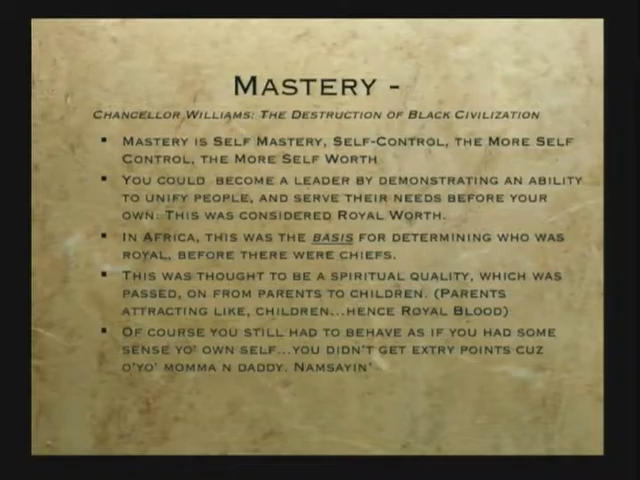 MASTERY -
CHANCELLOR WILLIAMS: THE DESTRUCTION OF BLACK CIVILIZATION
▪ MASTERY IS SELF MASTERY, SELF-CONTROL, THE MORE SELF
CONTROL, THE MORE SELF WORTH
▪ YOU COULD BECOME A LEADER BY DEMONSTRATING AN ABILITY
TO UNIFY PEOPLE, AND SERVE THEIR NEEDS BEFORE YOUR
OWN. THIS WAS CONSIDERED ROYAL WORTH.
▪ IN AFRICA, THIS WAS THE BASIS FOR DETERMINING WHO WAS
ROYAL, BEFORE THERE WERE CHIEFS.
▪ THIS WAS THOUGHT TO BE A SPIRITUAL QUALITY, WHICH WAS
PASSED, ON FROM PARENTS TO CHILDREN. (PARENTS
ATTRACTING LIKE, CHILDREN...HENCE ROYAL BLOOD)
▪ OF COURSE YOU STILL HAD TO BEHAVE AS IF YOU HAD SOME
SENSE YO' OWN SELF...YOU DIDN'T GET EXTRY POINTS CUZ
O'YO' MOMMA N DADDY. NAMSAYIN'